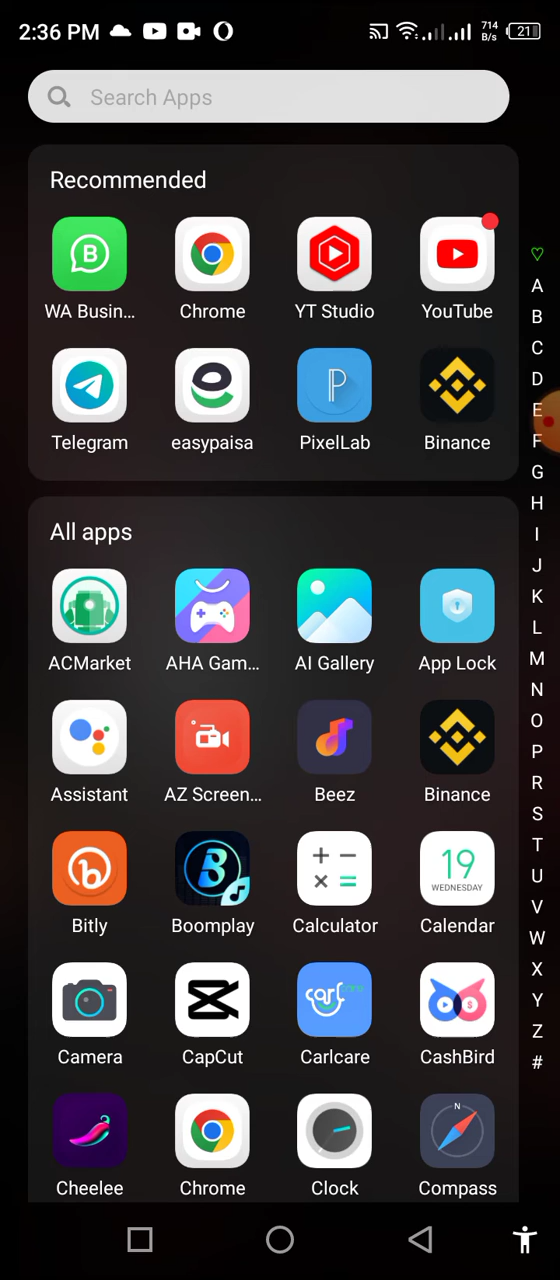 2:36 PM 714 B/s 21
Search Apps
Recommended
WA Busin... Chrome YT Studio YouTube
Telegram easypaisa PixelLab Binance
All apps
ACMarket AHA Gam... AI Gallery App Lock
Assistant AZ Screen... Beez Binance
19
WEDNESDAY
Bitly Boomplay Calculator Calendar
Camera CapCut Carlcare CashBird
N
Cheelee Chrome Clock Compass
A
B
C
D
E
F
G
H
I
J
K
L
M
N
O
P
R
S
T
U
V
W
X
Y
Z
#